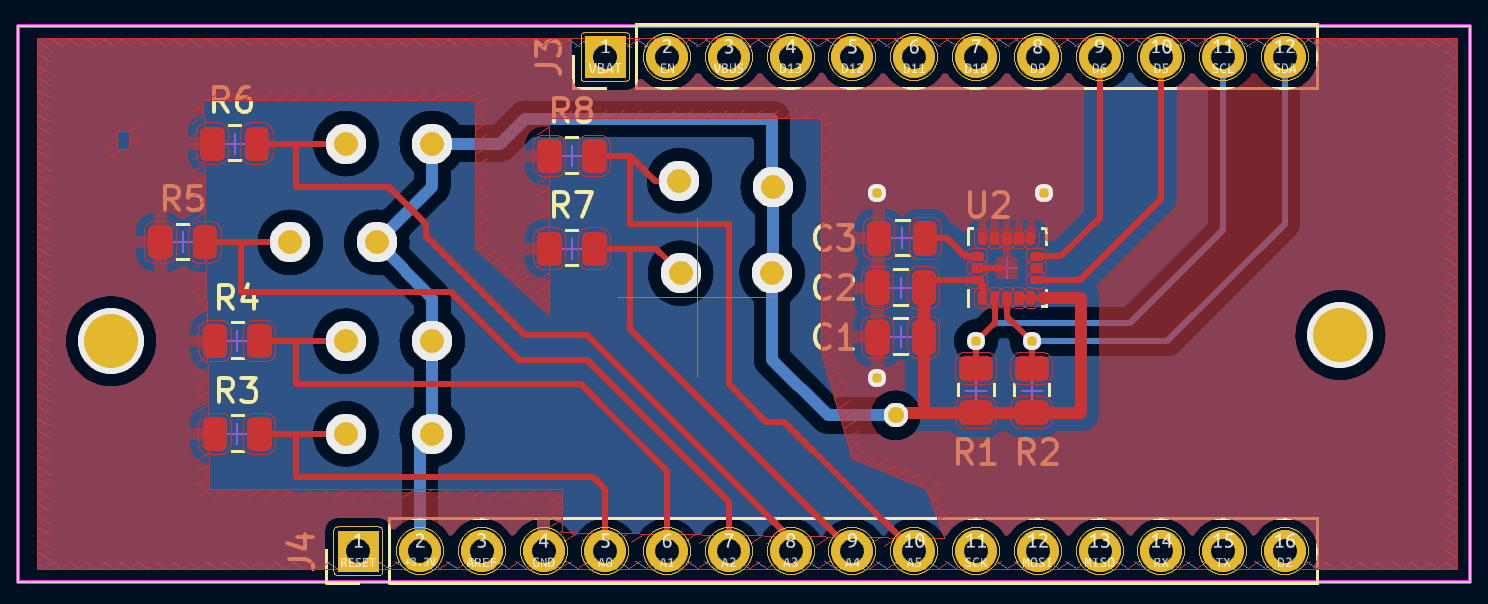 J3
1 2 3 4 5 6 7 8 9 10 11 12
VBAT EN VBUS D13 D12 D11 D10 D9 D6 D5 SCL SDA
R6
R8
R5
R7
U2
C3
R4
C2
C1
R3
R1 R2
J4
1 2 3 4 5 6 7 8 9 10 11 12 13 14 15 16
RESET +3.3V AREF GND A0 A1 A2 A3 A4 A5 SCK MOSI MISO RX TX D2